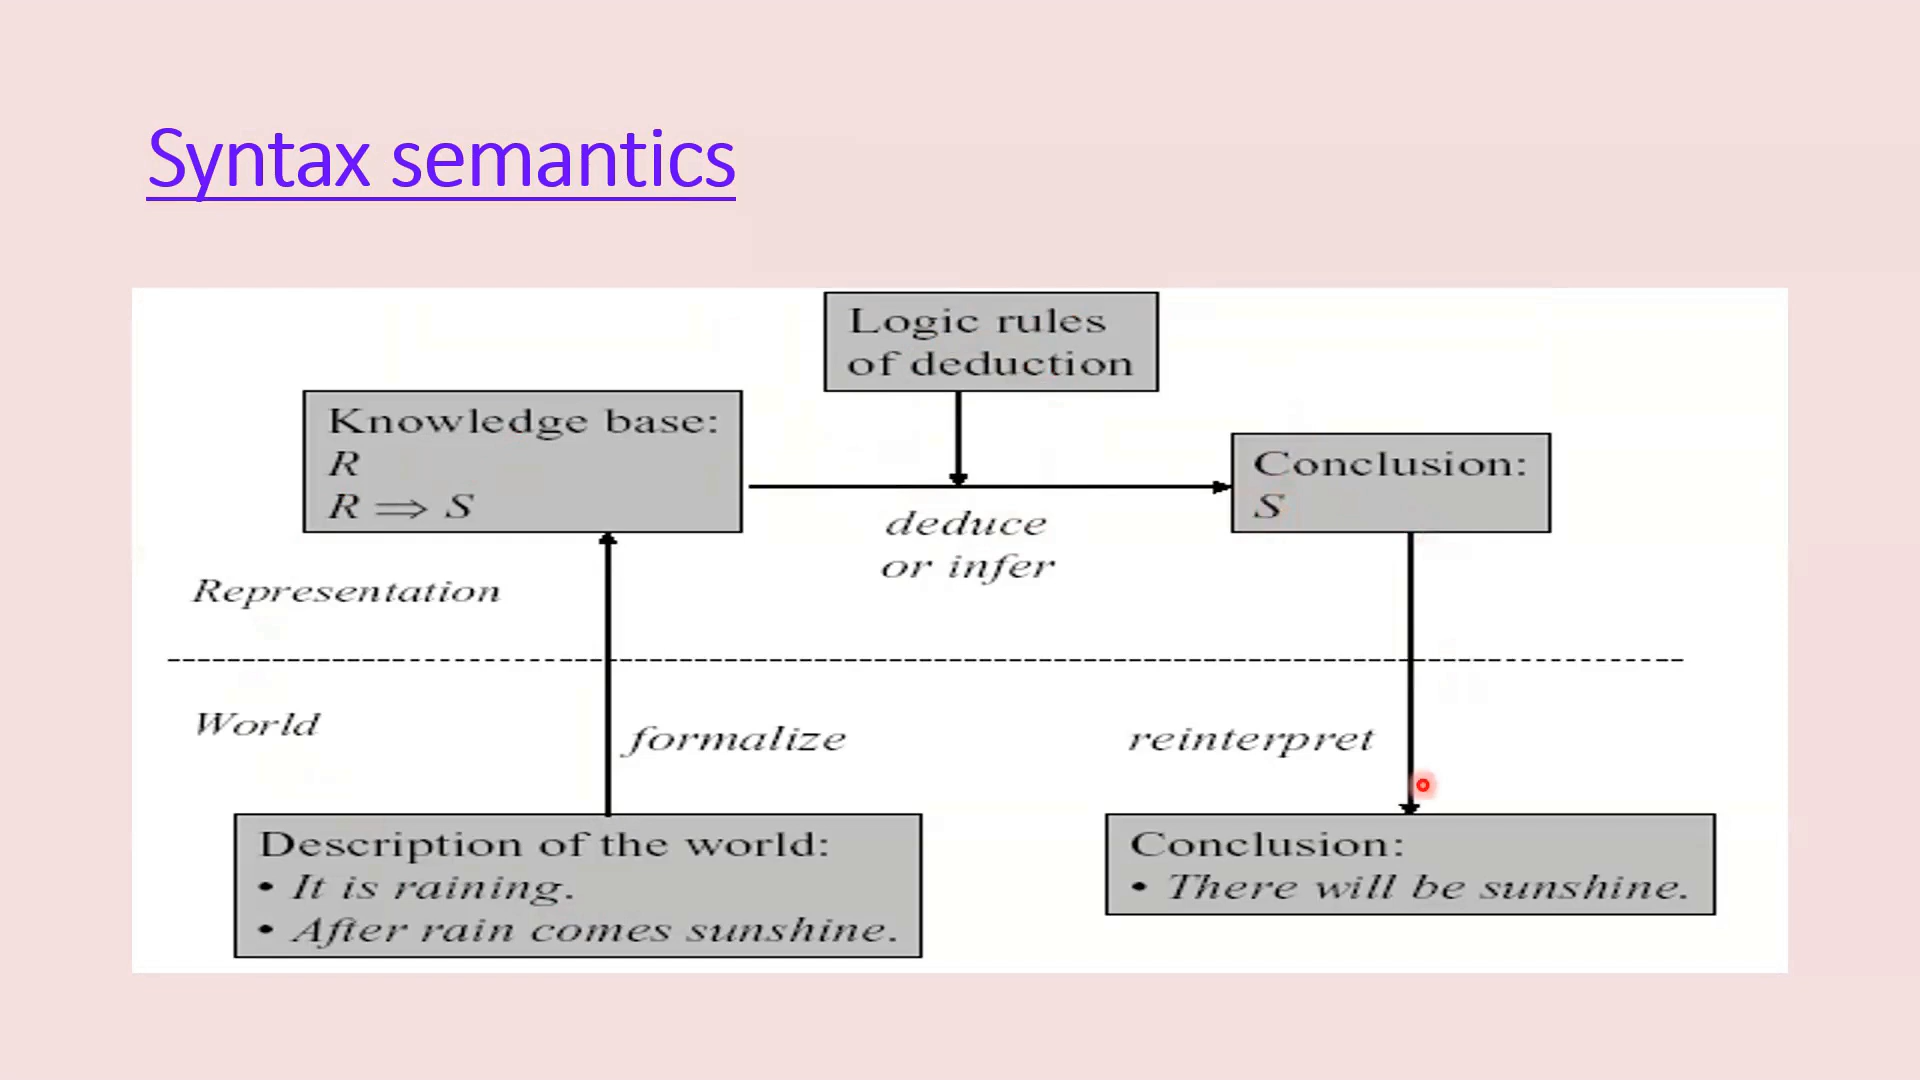 Syntax semantics
Logic rules
of deduction
Knowledge base:
R
R ⟹ S
Conclusion:
S
deduce
or infer
Representation
World
formalize
reinterpret
Description of the world:
• It is raining.
• After rain comes sunshine.
Conclusion:
• There will be sunshine.